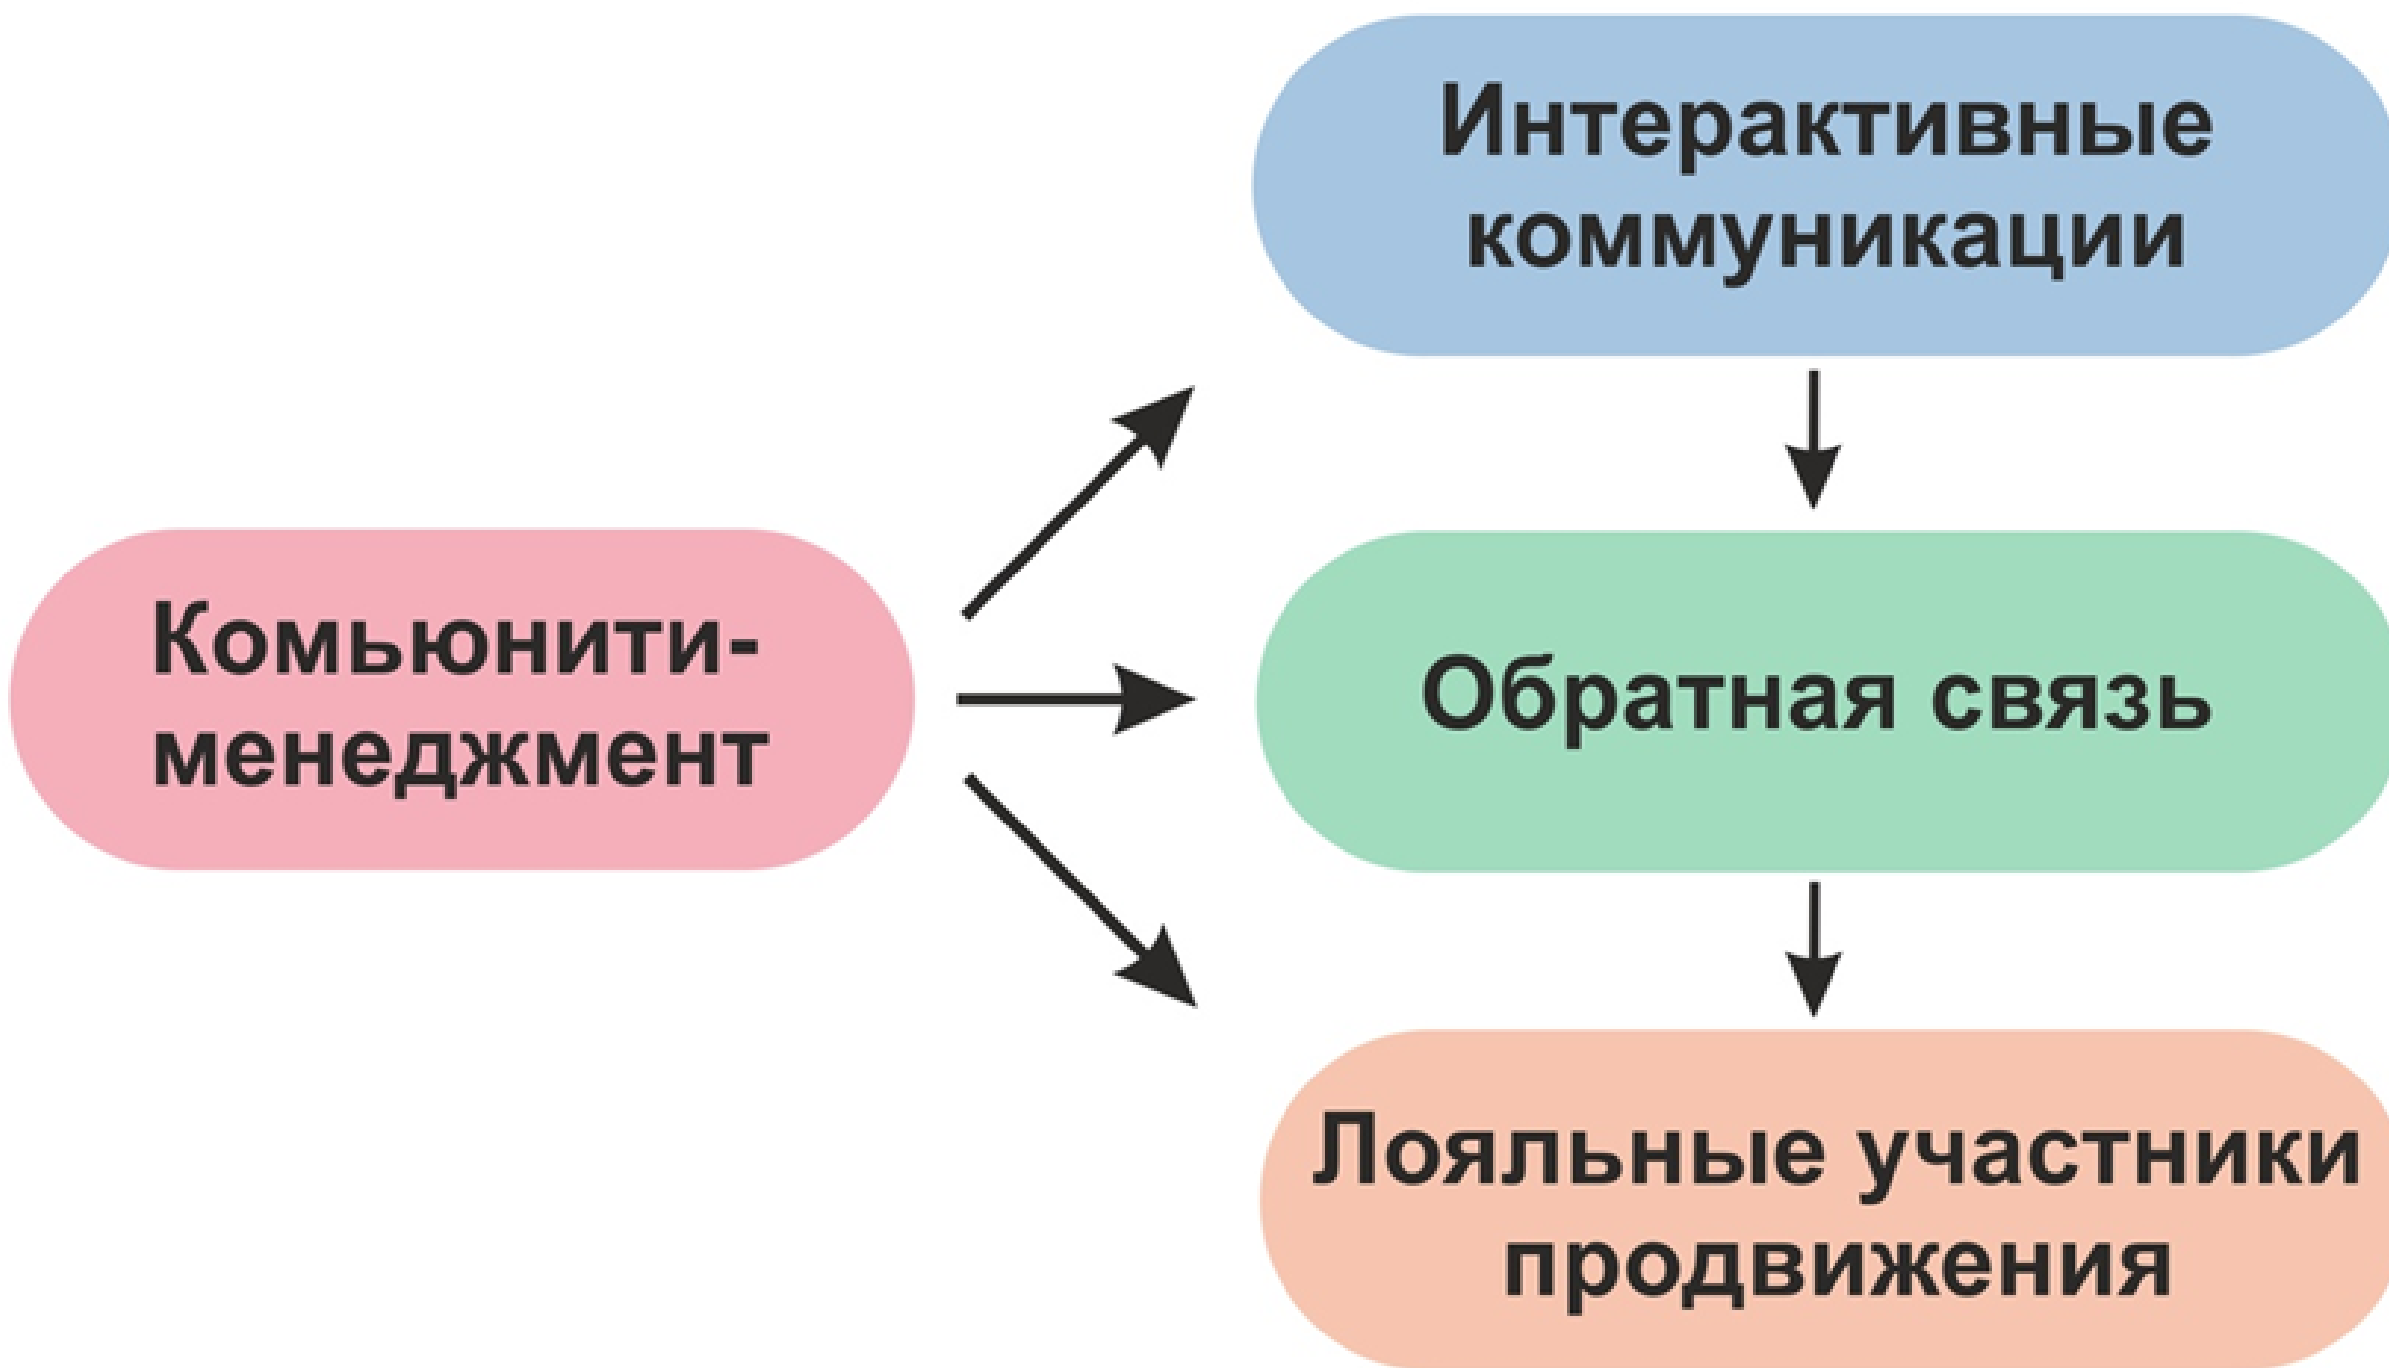 Интерактивные
коммуникации
Комьюнити-
менеджмент
Обратная связь
Лояльные участники
продвижения